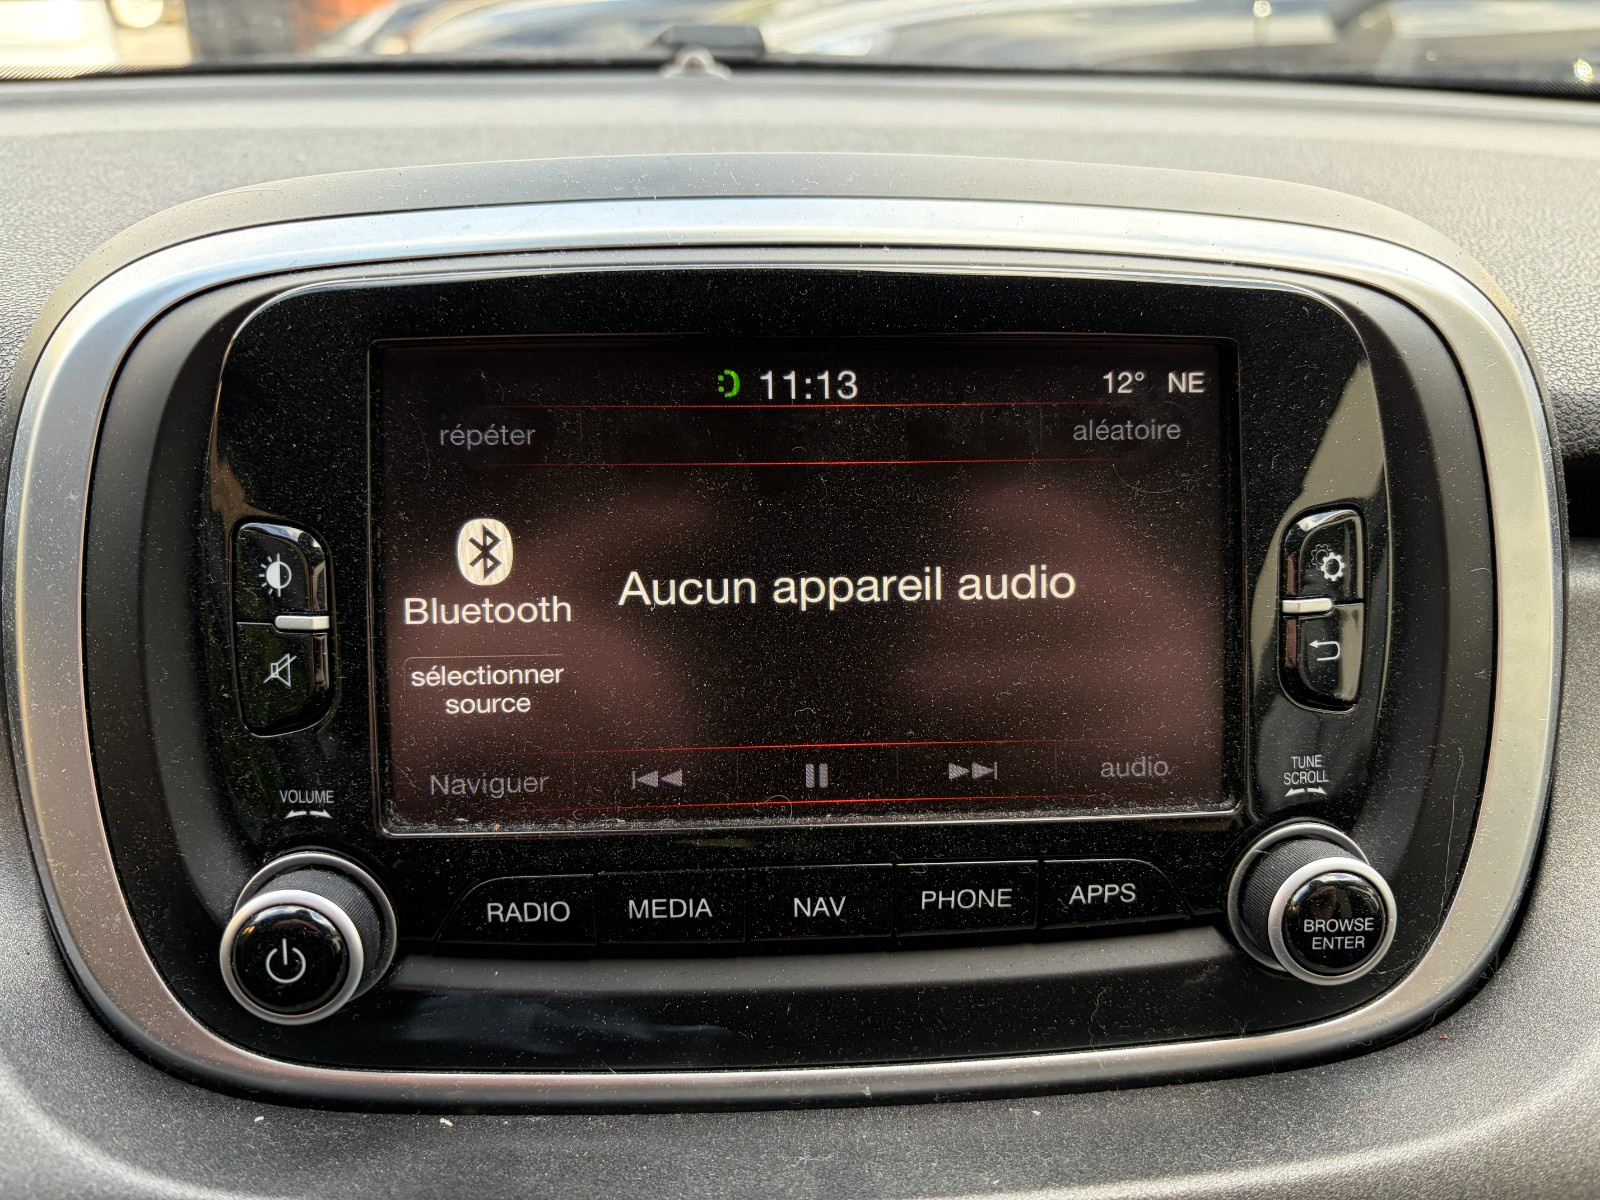 11:13
12° NE
répéter
aléatoire
Bluetooth
Aucun appareil audio
sélectionner
source
Naviguer
audio
VOLUME
TUNE
SCROLL
RADIO
MEDIA
NAV
PHONE
APPS
BROWSE
ENTER